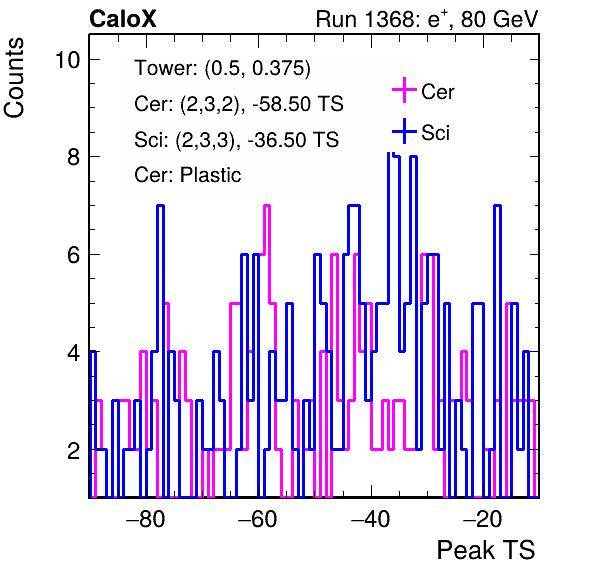 CaloX Run 1368: e⁺, 80 GeV
Counts
Tower: (0.5, 0.375)
Cer: (2,3,2), -58.50 TS
Sci: (2,3,3), -36.50 TS
Cer: Plastic
Cer
Sci
10
8
6
4
2
−80 −60 −40 −20
Peak TS